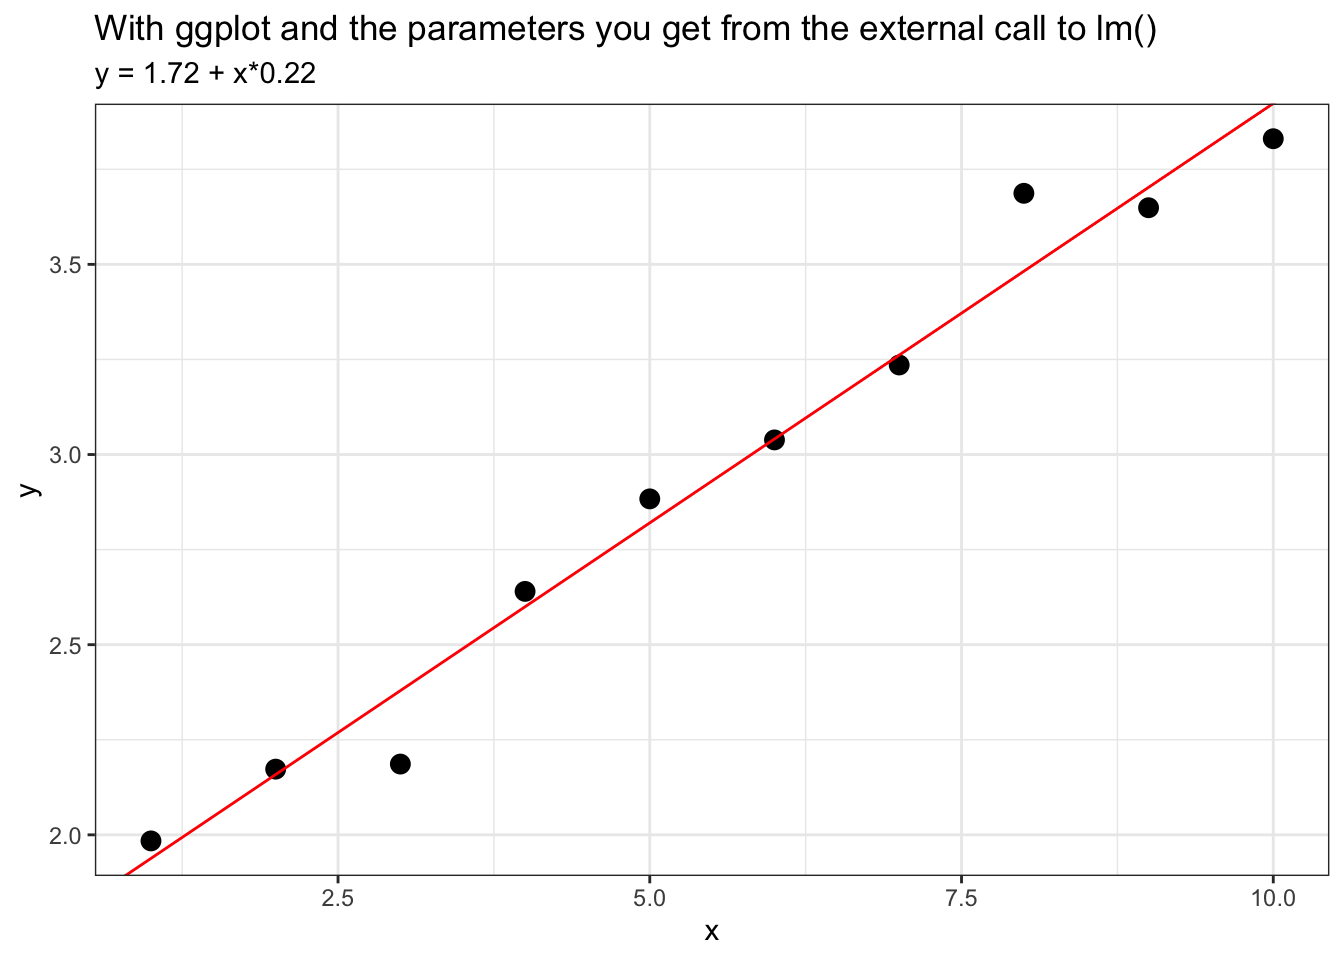 With ggplot and the parameters you get from the external call to lm()
y = 1.72 + x*0.22
3.5
3.0
y
2.5
2.0
2.5 5.0 7.5 10.0
x